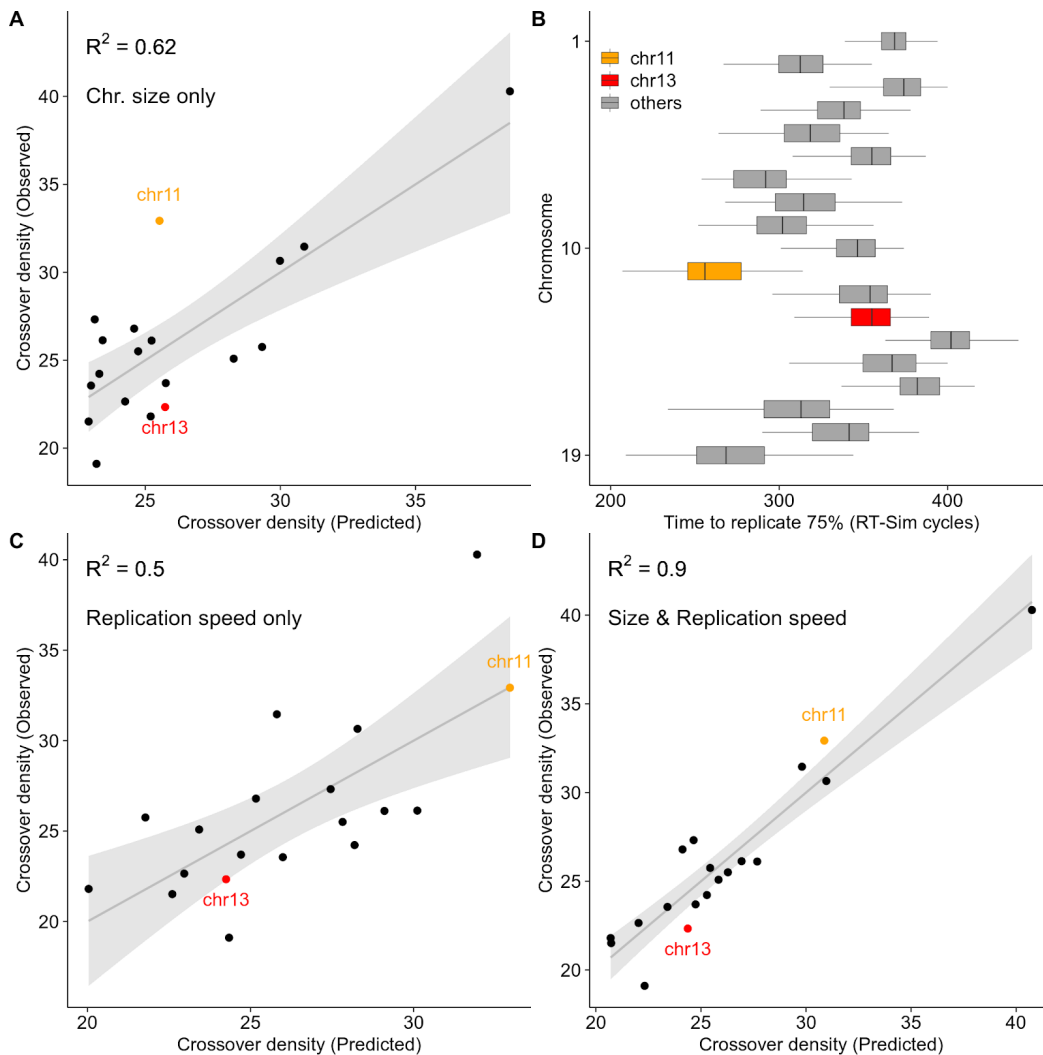 A
R² = 0.62
Chr. size only
chr11
chr13
40
35
30
25
20
25
30
35
Crossover density (Observed)
Crossover density (Predicted)
B
chr11
chr13
others
1
10
19
Chromosome
200
300
400
Time to replicate 75% (RT-Sim cycles)
C
R² = 0.5
Replication speed only
chr11
chr13
40
35
30
25
20
20
25
30
Crossover density (Observed)
Crossover density (Predicted)
D
R² = 0.9
Size & Replication speed
chr11
chr13
40
35
30
25
20
20
25
30
35
40
Crossover density (Observed)
Crossover density (Predicted)